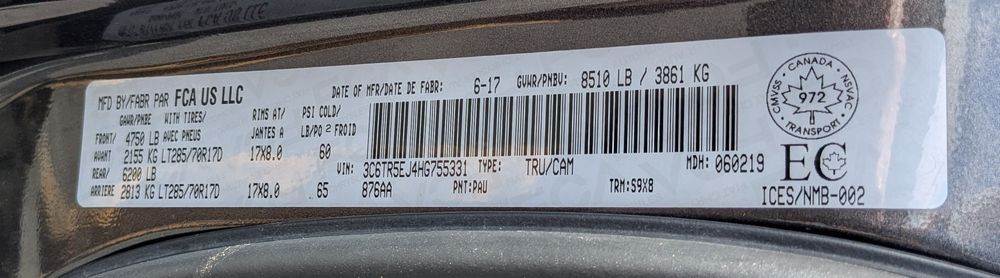 MFD BY/FABR PAR FCA US LLC
DATE OF MFR/DATE DE FABR: 6-17 GVWR/PNBV: 8510 LB / 3861 KG
GAWR/PNBE WITH TIRES/ RIMS AT/ PSI COLD/
FRONT/ 4750 LB AVEC PNEUS JANTES A LB/PO 2 FROID
AVANT 2155 KG LT285/70R17D 17X8.0 60
REAR/ 6200 LB
ARRIERE 2813 KG LT285/70R17D 17X8.0 65
VIN: 3C6TR5EJ4HG755331 TYPE: TRU/CAM MDH: 060219
876AA PNT:PAU TRM:S9X8
CANADA
CMVSS NSVAC
972
TRANSPORT
EC
ICES/NMB-002